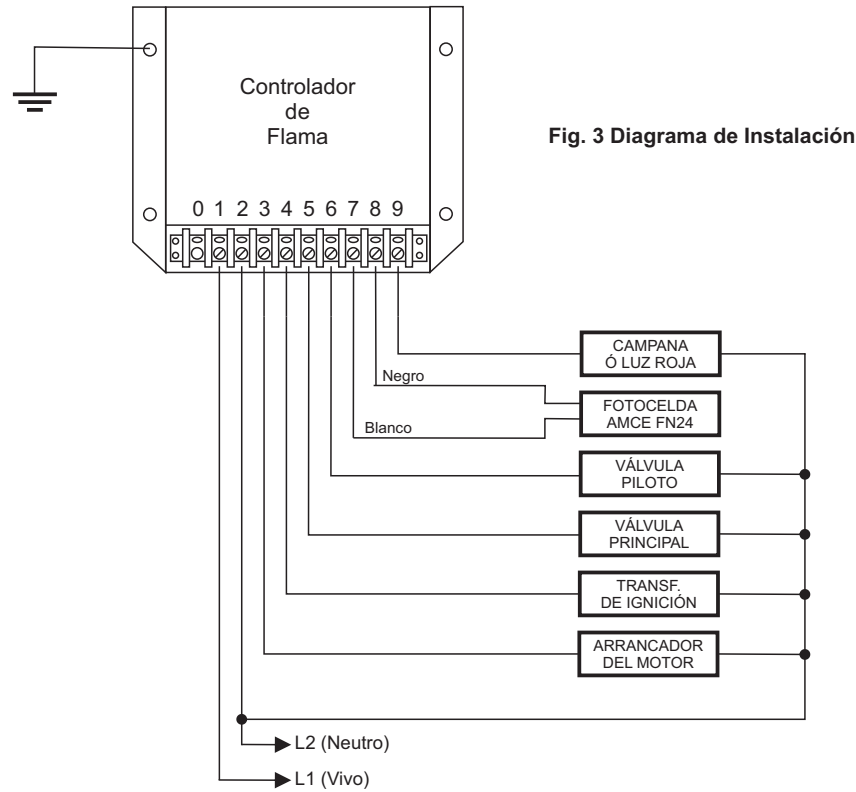 Controlador
de
Flama
Fig. 3 Diagrama de Instalación
0 1 2 3 4 5 6 7 8 9
CAMPANA
Ó LUZ ROJA
Negro
FOTOCELDA
AMCE FN24
Blanco
VÁLVULA
PILOTO
VÁLVULA
PRINCIPAL
TRANSF.
DE IGNICIÓN
ARRANCADOR
DEL MOTOR
L2 (Neutro)
L1 (Vivo)